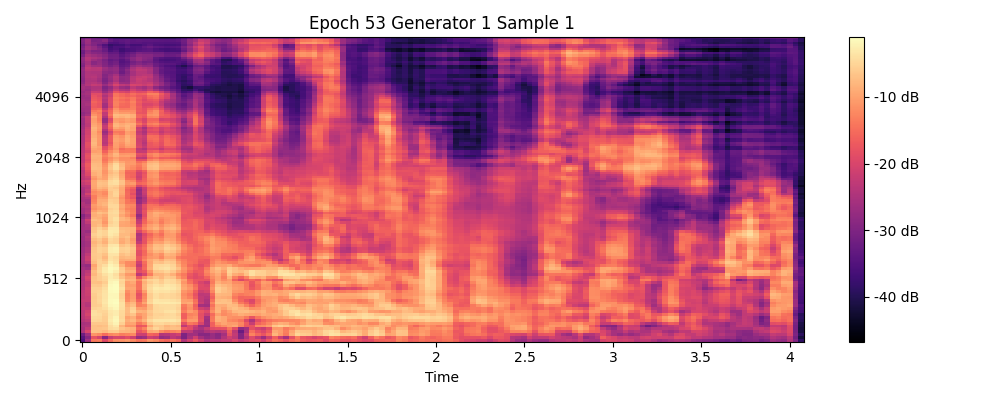 Epoch 53 Generator 1 Sample 1
Hz
4096
2048
1024
512
0
0 0.5 1 1.5 2 2.5 3 3.5 4
Time
-10 dB
-20 dB
-30 dB
-40 dB